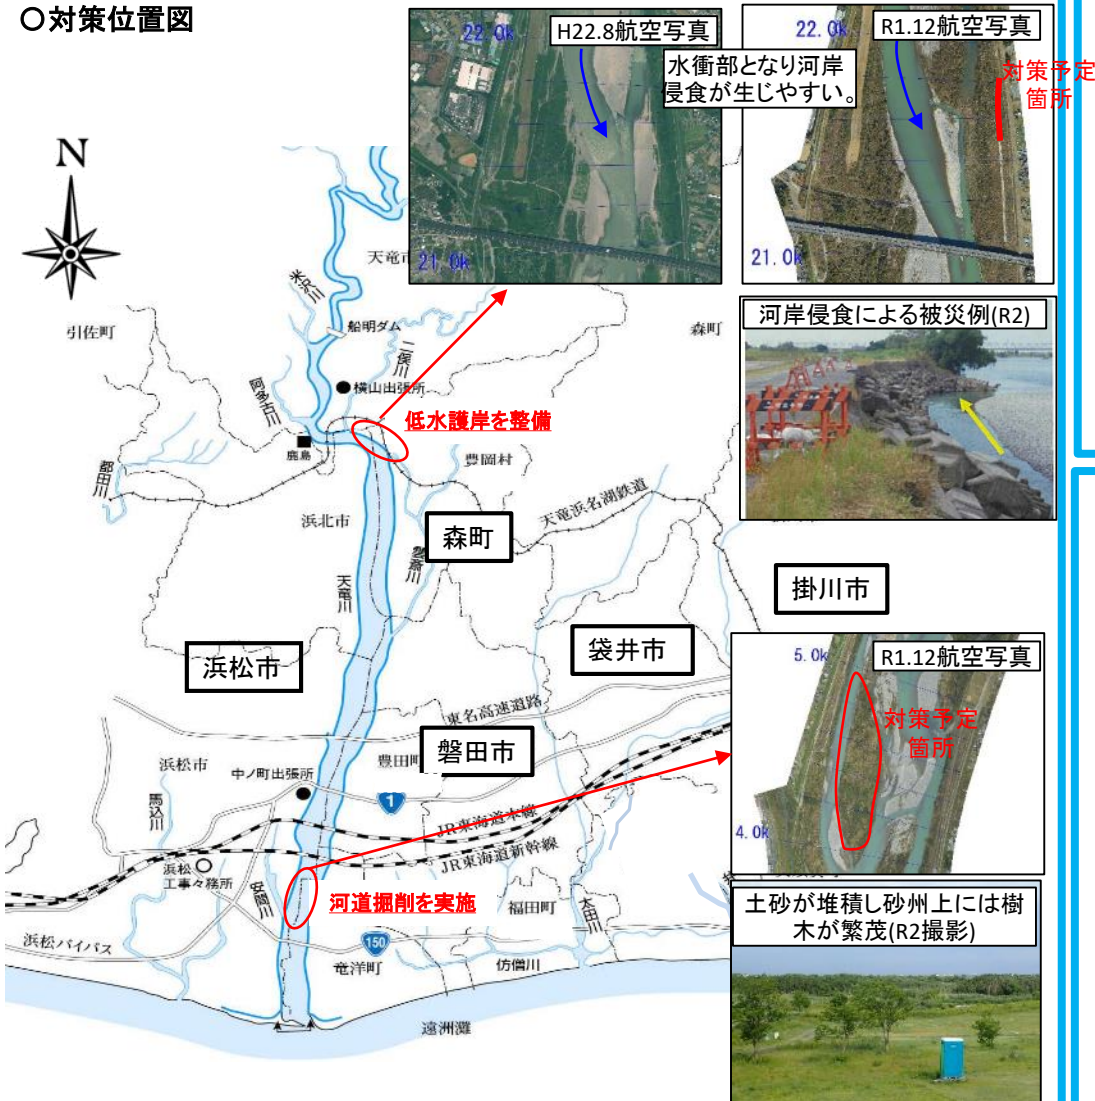 〇対策位置図
22.0k
H22.8航空写真
水衝部となり河岸
侵食が生じやすい。
21.0k
22.0k
R1.12航空写真
対策予定
箇所
21.0k
N
天竜市
米沢川
引佐町
船明ダム
二俣川
森町
横山出張所
阿多古川
低水護岸を整備
鹿島
豊岡村
都田川
河岸侵食による被災例(R2)
浜北市
天竜浜名湖鉄道
森町
天竜川
掛川市
浜松市
袋井市
東名高速道路
磐田市
豊田町
浜松市
中ノ町出張所
馬込川
1
JR東海道本線
JR東海道新幹線
浜松
工事々務所
安間川
河道掘削を実施
福田町
太田川
浜松バイパス
150
竜洋町
仿僧川
遠洲灘
5.0k
R1.12航空写真
対策予定
箇所
4.0k
土砂が堆積し砂州上には樹
木が繁茂(R2撮影)